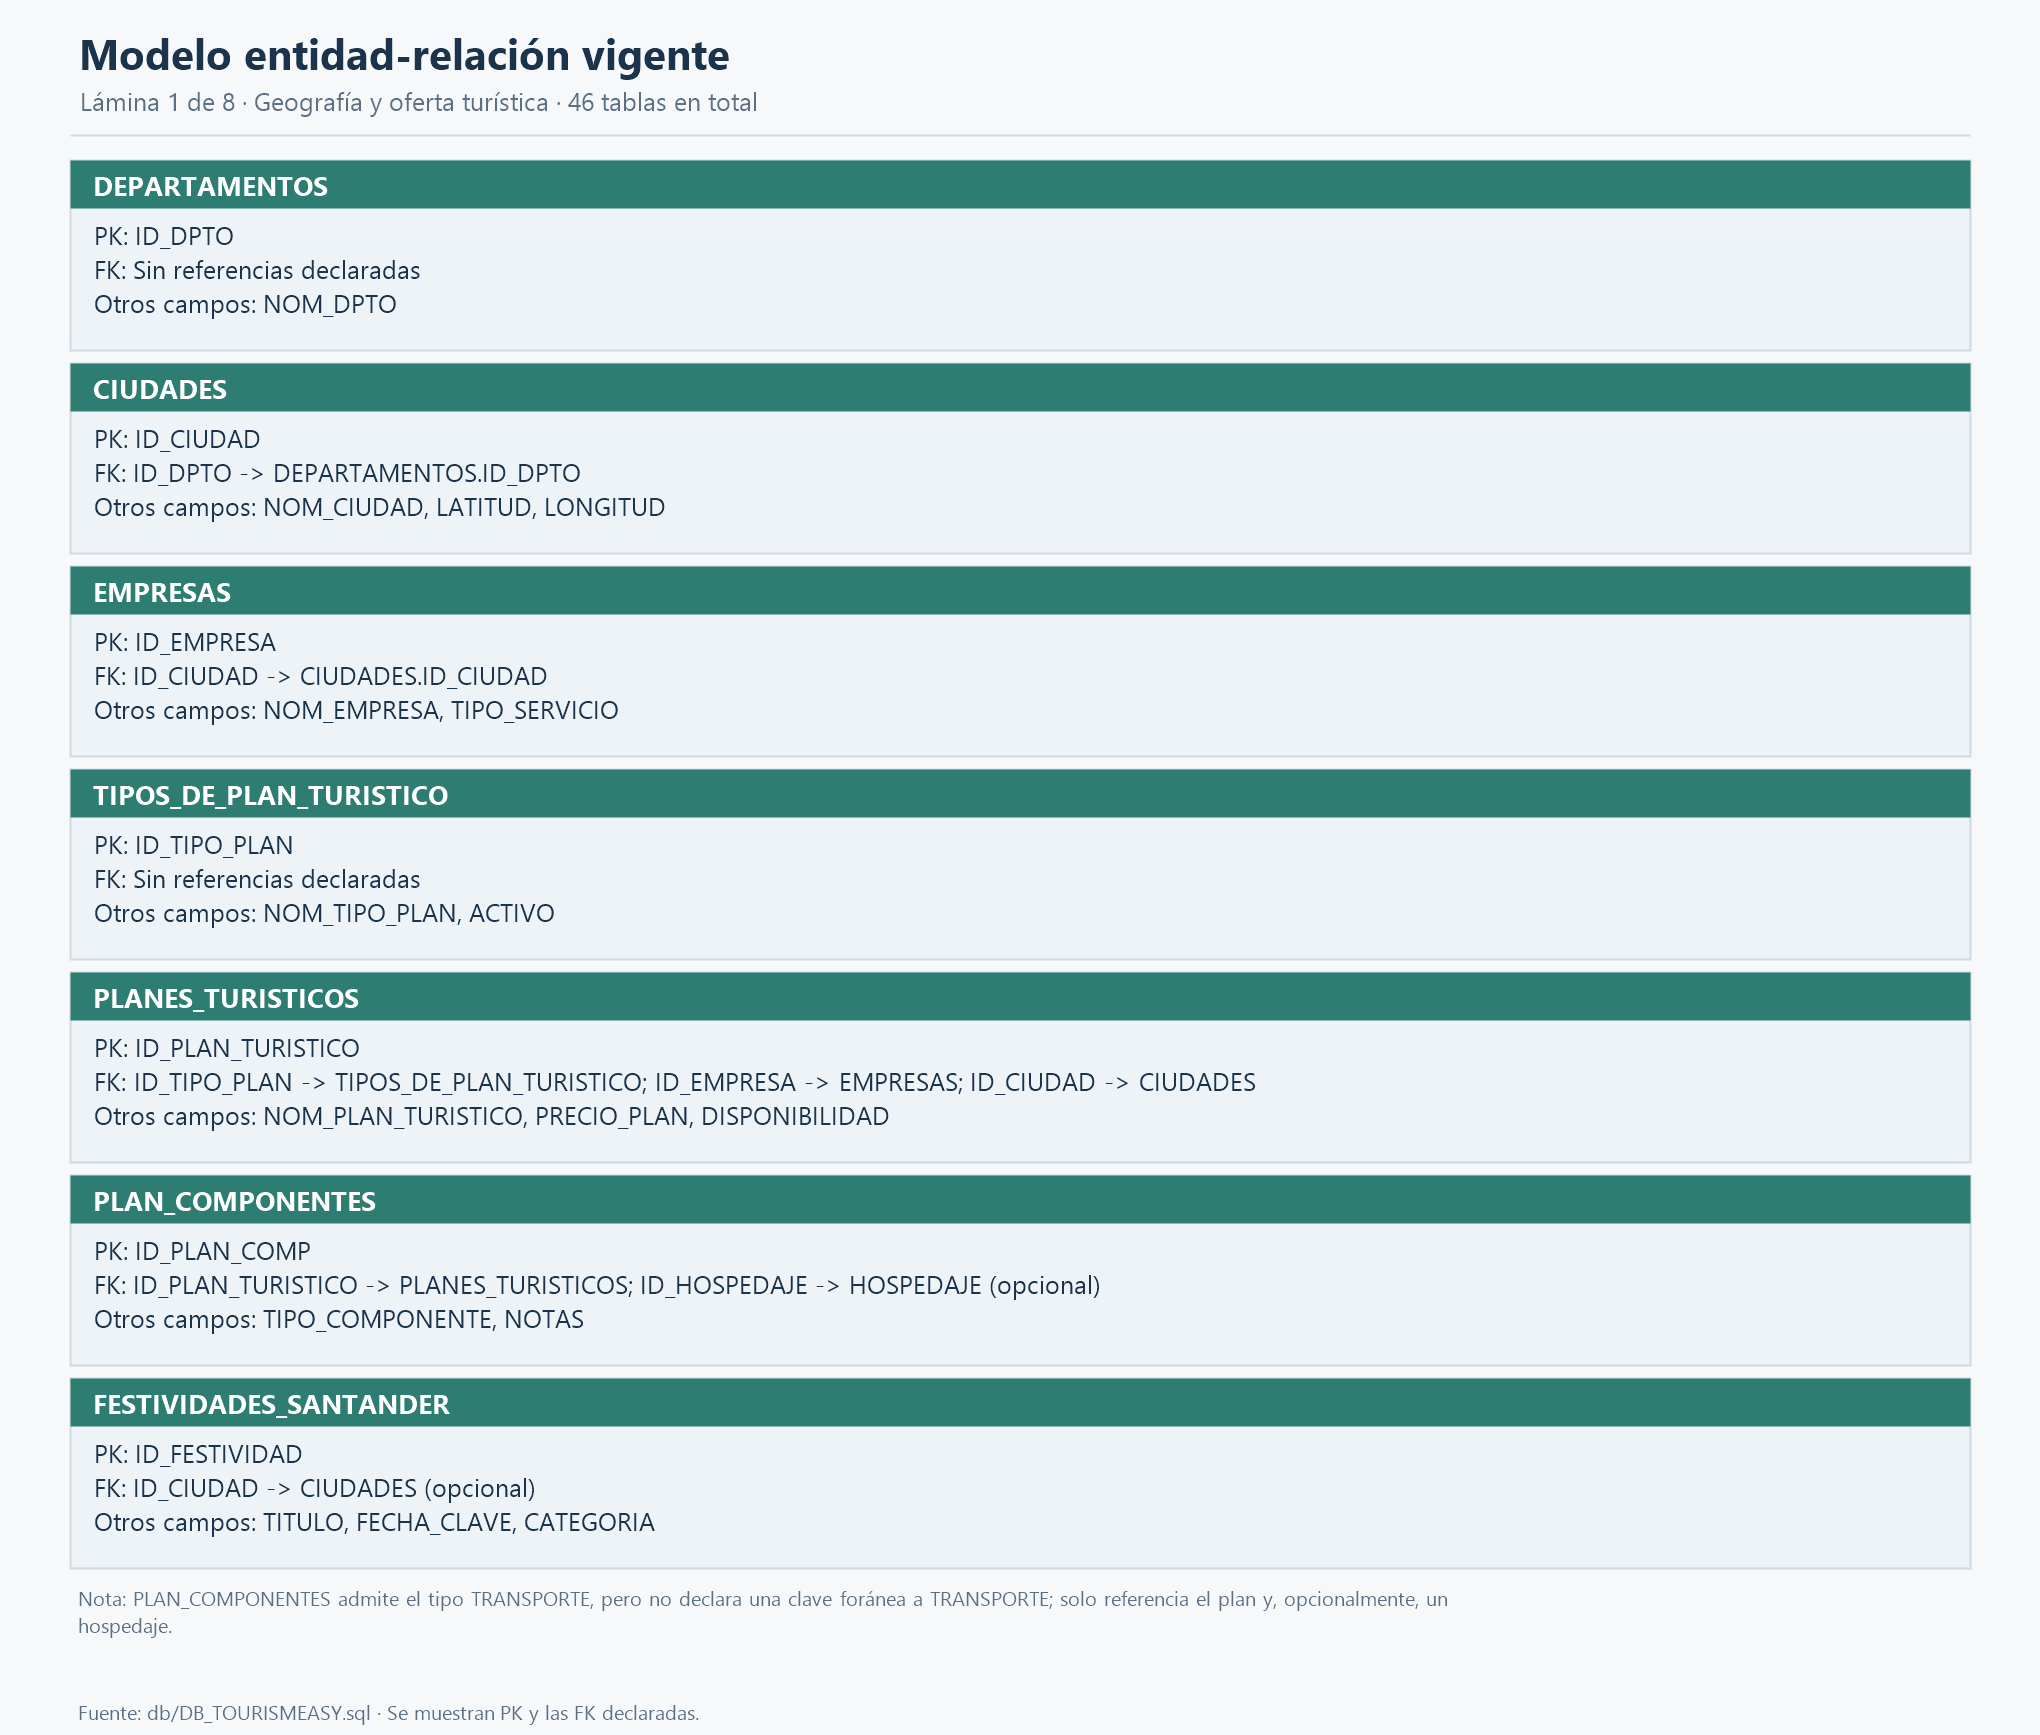 Modelo entidad-relación vigente
Lámina 1 de 8 · Geografía y oferta turística · 46 tablas en total
DEPARTAMENTOS
PK: ID_DPTO
FK: Sin referencias declaradas
Otros campos: NOM_DPTO
CIUDADES
PK: ID_CIUDAD
FK: ID_DPTO -> DEPARTAMENTOS.ID_DPTO
Otros campos: NOM_CIUDAD, LATITUD, LONGITUD
EMPRESAS
PK: ID_EMPRESA
FK: ID_CIUDAD -> CIUDADES.ID_CIUDAD
Otros campos: NOM_EMPRESA, TIPO_SERVICIO
TIPOS_DE_PLAN_TURISTICO
PK: ID_TIPO_PLAN
FK: Sin referencias declaradas
Otros campos: NOM_TIPO_PLAN, ACTIVO
PLANES_TURISTICOS
PK: ID_PLAN_TURISTICO
FK: ID_TIPO_PLAN -> TIPOS_DE_PLAN_TURISTICO; ID_EMPRESA -> EMPRESAS; ID_CIUDAD -> CIUDADES
Otros campos: NOM_PLAN_TURISTICO, PRECIO_PLAN, DISPONIBILIDAD
PLAN_COMPONENTES
PK: ID_PLAN_COMP
FK: ID_PLAN_TURISTICO -> PLANES_TURISTICOS; ID_HOSPEDAJE -> HOSPEDAJE (opcional)
Otros campos: TIPO_COMPONENTE, NOTAS
FESTIVIDADES_SANTANDER
PK: ID_FESTIVIDAD
FK: ID_CIUDAD -> CIUDADES (opcional)
Otros campos: TITULO, FECHA_CLAVE, CATEGORIA
Nota: PLAN_COMPONENTES admite el tipo TRANSPORTE, pero no declara una clave foránea a TRANSPORTE; solo referencia el plan y, opcionalmente, un
hospedaje.
Fuente: db/DB_TOURISMEASY.sql · Se muestran PK y las FK declaradas.